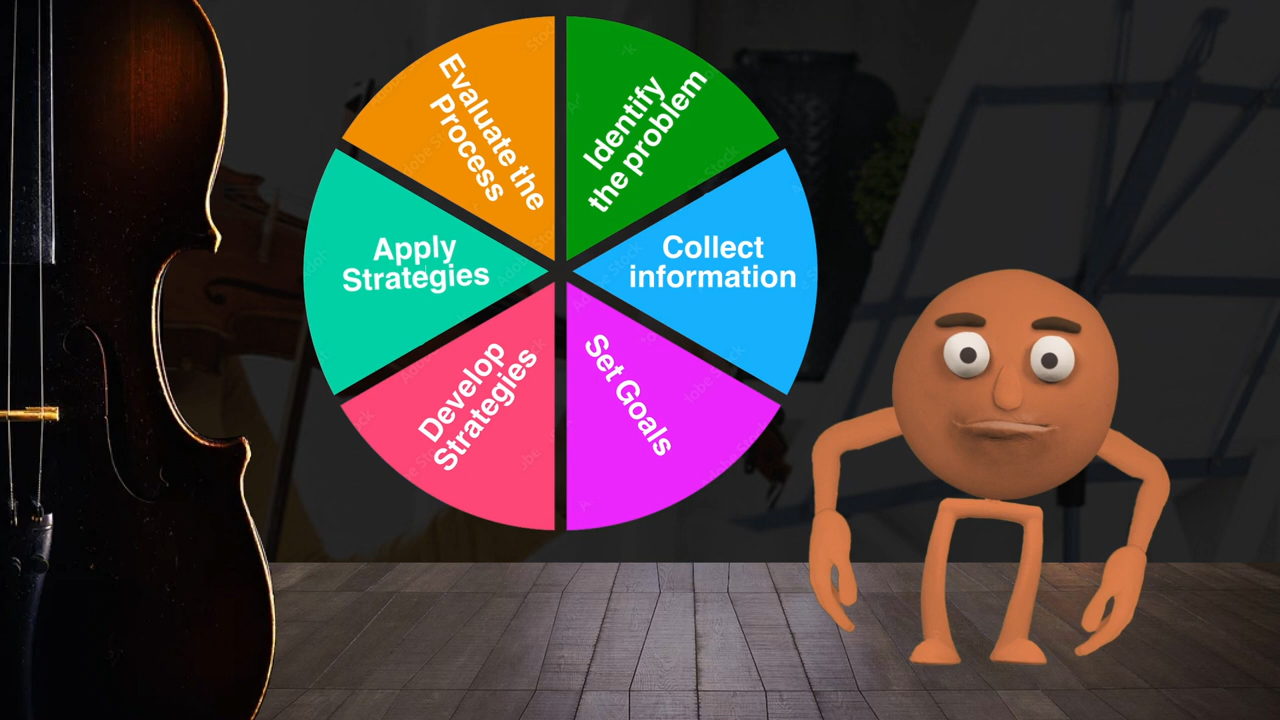 Identify
the problem
Collect
information
Set Goals
Develop
Strategies
Apply
Strategies
Evaluate the
Process